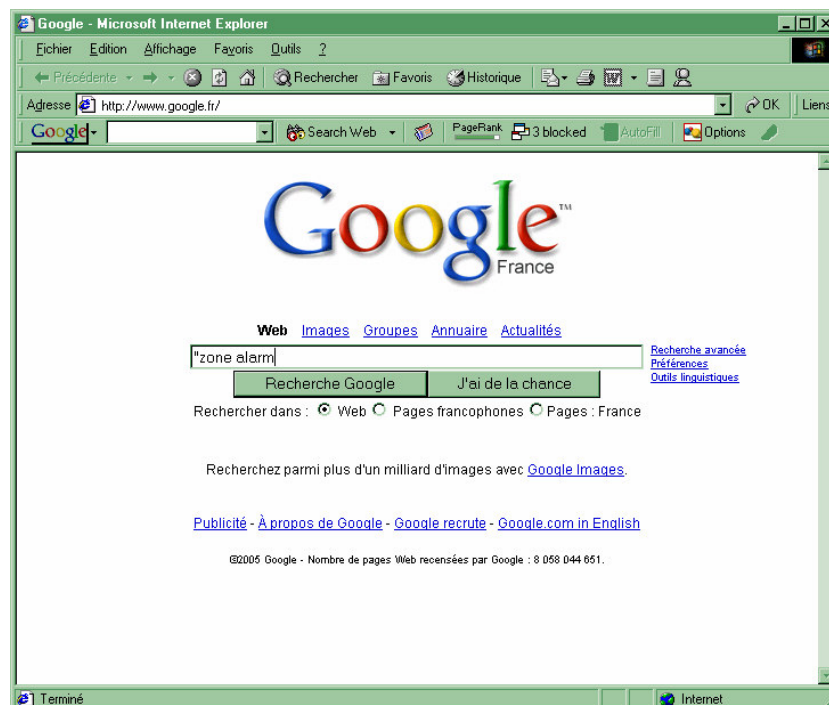 Google - Microsoft Internet Explorer
Fichier Edition Affichage Favoris Outils ?
Précédente Rechercher Favoris Historique
Adresse http://www.google.fr/ OK Liens
Google Search Web PageRank 3 blocked AutoFill Options
Google™
France
Web Images Groupes Annuaire Actualités
"zone alarm
Recherche avancée
Préférences
Outils linguistiques
Recherche Google J'ai de la chance
Rechercher dans : Web Pages francophones Pages : France
Recherchez parmi plus d'un milliard d'images avec Google Images.
Publicité - À propos de Google - Google recrute - Google.com in English
©2005 Google - Nombre de pages Web recensées par Google : 8 058 044 651.
Terminé Internet